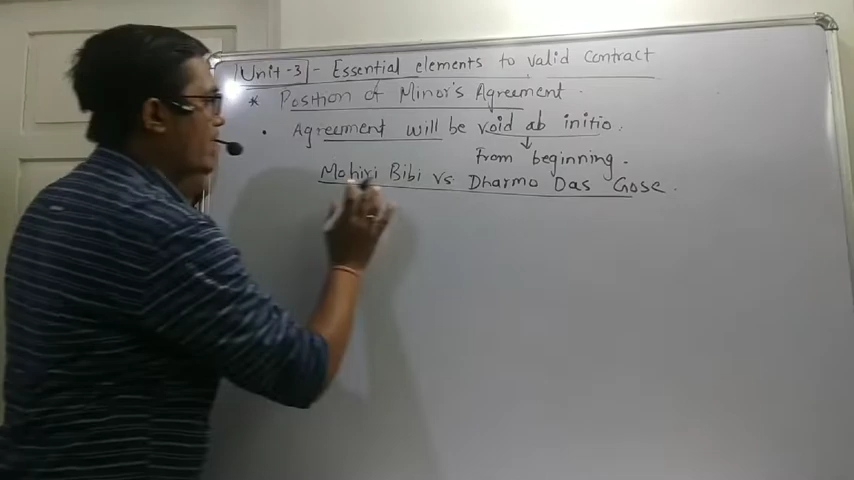 Unit-3 - Essential elements to valid Contract
* Position of Minor's Agreement.
• Agreement will be void ab initio.
From beginning.
Mohiri Bibi vs Dharmo Das Gose.